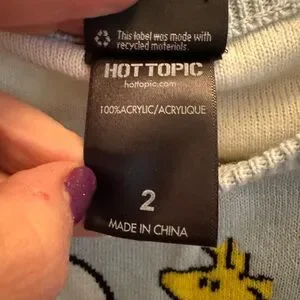 This label was made with
recycled materials.
HOT TOPIC
hottopic.com
100%ACRYLIC/ACRYLIQUE
2
MADE IN CHINA